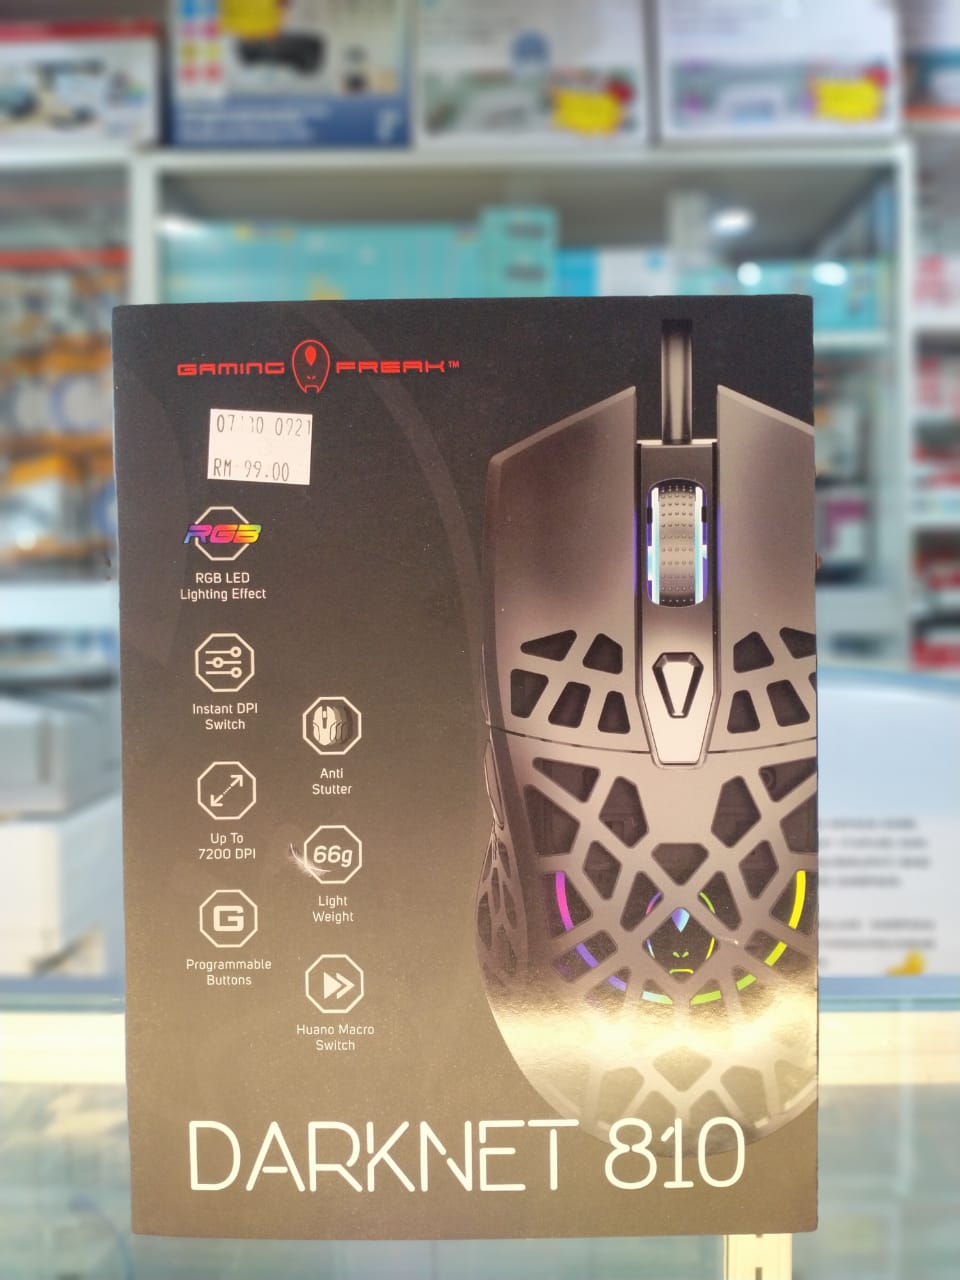 GAMING FREAK™
RM 99.00
RGB
RGB LED
Lighting Effect
Instant DPI
Switch
Anti
Stutter
Up To
7200 DPI
66g
Light
Weight
G
Programmable
Buttons
Huano Macro
Switch
DARKNET 810